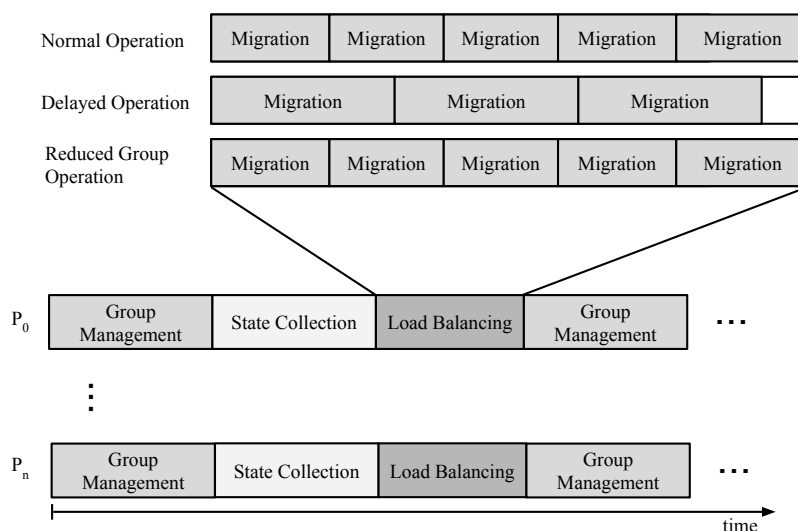 Normal Operation Migration Migration Migration Migration Migration
Delayed Operation Migration Migration Migration
Reduced Group
Operation
Migration Migration Migration Migration Migration
P0
Group
Management
State Collection
Load Balancing
Group
Management
...
Pn
Group
Management
State Collection
Load Balancing
Group
Management
...
time